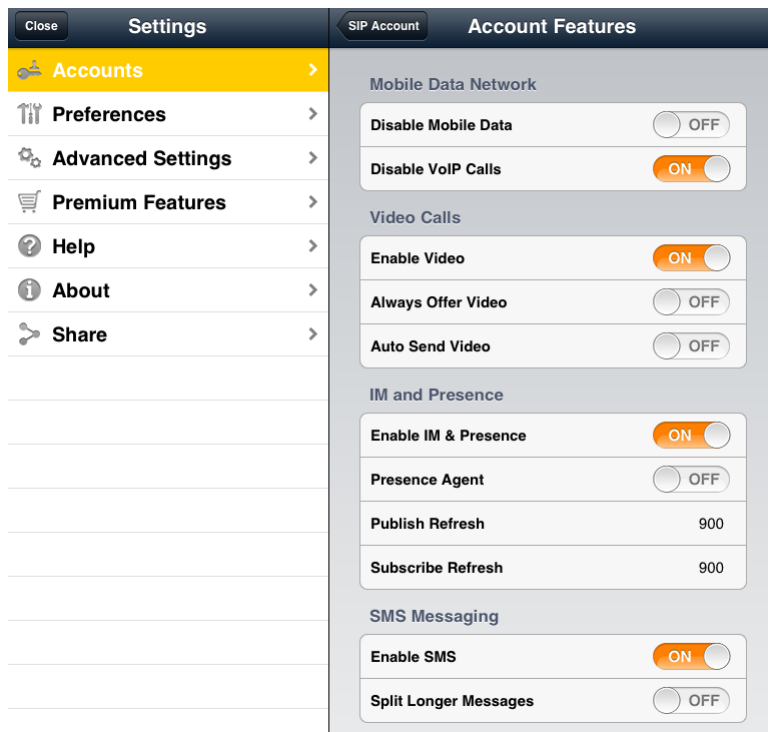 Close
Settings
Accounts
Preferences
Advanced Settings
Premium Features
Help
About
Share
SIP Account
Account Features
Mobile Data Network
Disable Mobile Data OFF
Disable VoIP Calls ON
Video Calls
Enable Video ON
Always Offer Video OFF
Auto Send Video OFF
IM and Presence
Enable IM & Presence ON
Presence Agent OFF
Publish Refresh 900
Subscribe Refresh 900
SMS Messaging
Enable SMS ON
Split Longer Messages OFF